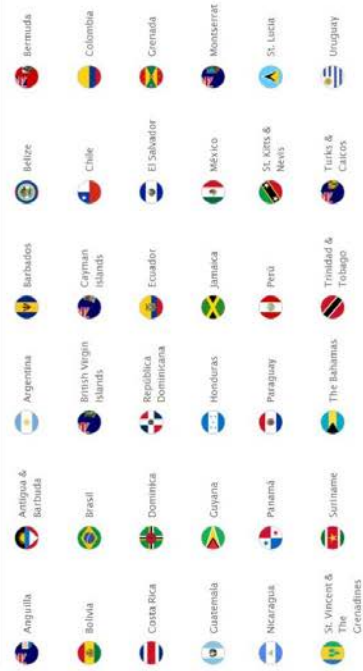 Anguilla
Antigua &
Barbuda
Argentina
Barbados
Belize
Bermuda
Bolivia
Brasil
British Virgin
Islands
Cayman
Islands
Chile
Colombia
Costa Rica
Dominica
República
Dominicana
Ecuador
El Salvador
Grenada
Guatemala
Guyana
Honduras
Jamaica
México
Montserrat
Nicaragua
Panamá
Paraguay
Perú
St. Kitts &
Nevis
St. Lucia
St. Vincent &
The
Grenadines
Suriname
The Bahamas
Trinidad &
Tobago
Turks &
Caicos
Uruguay